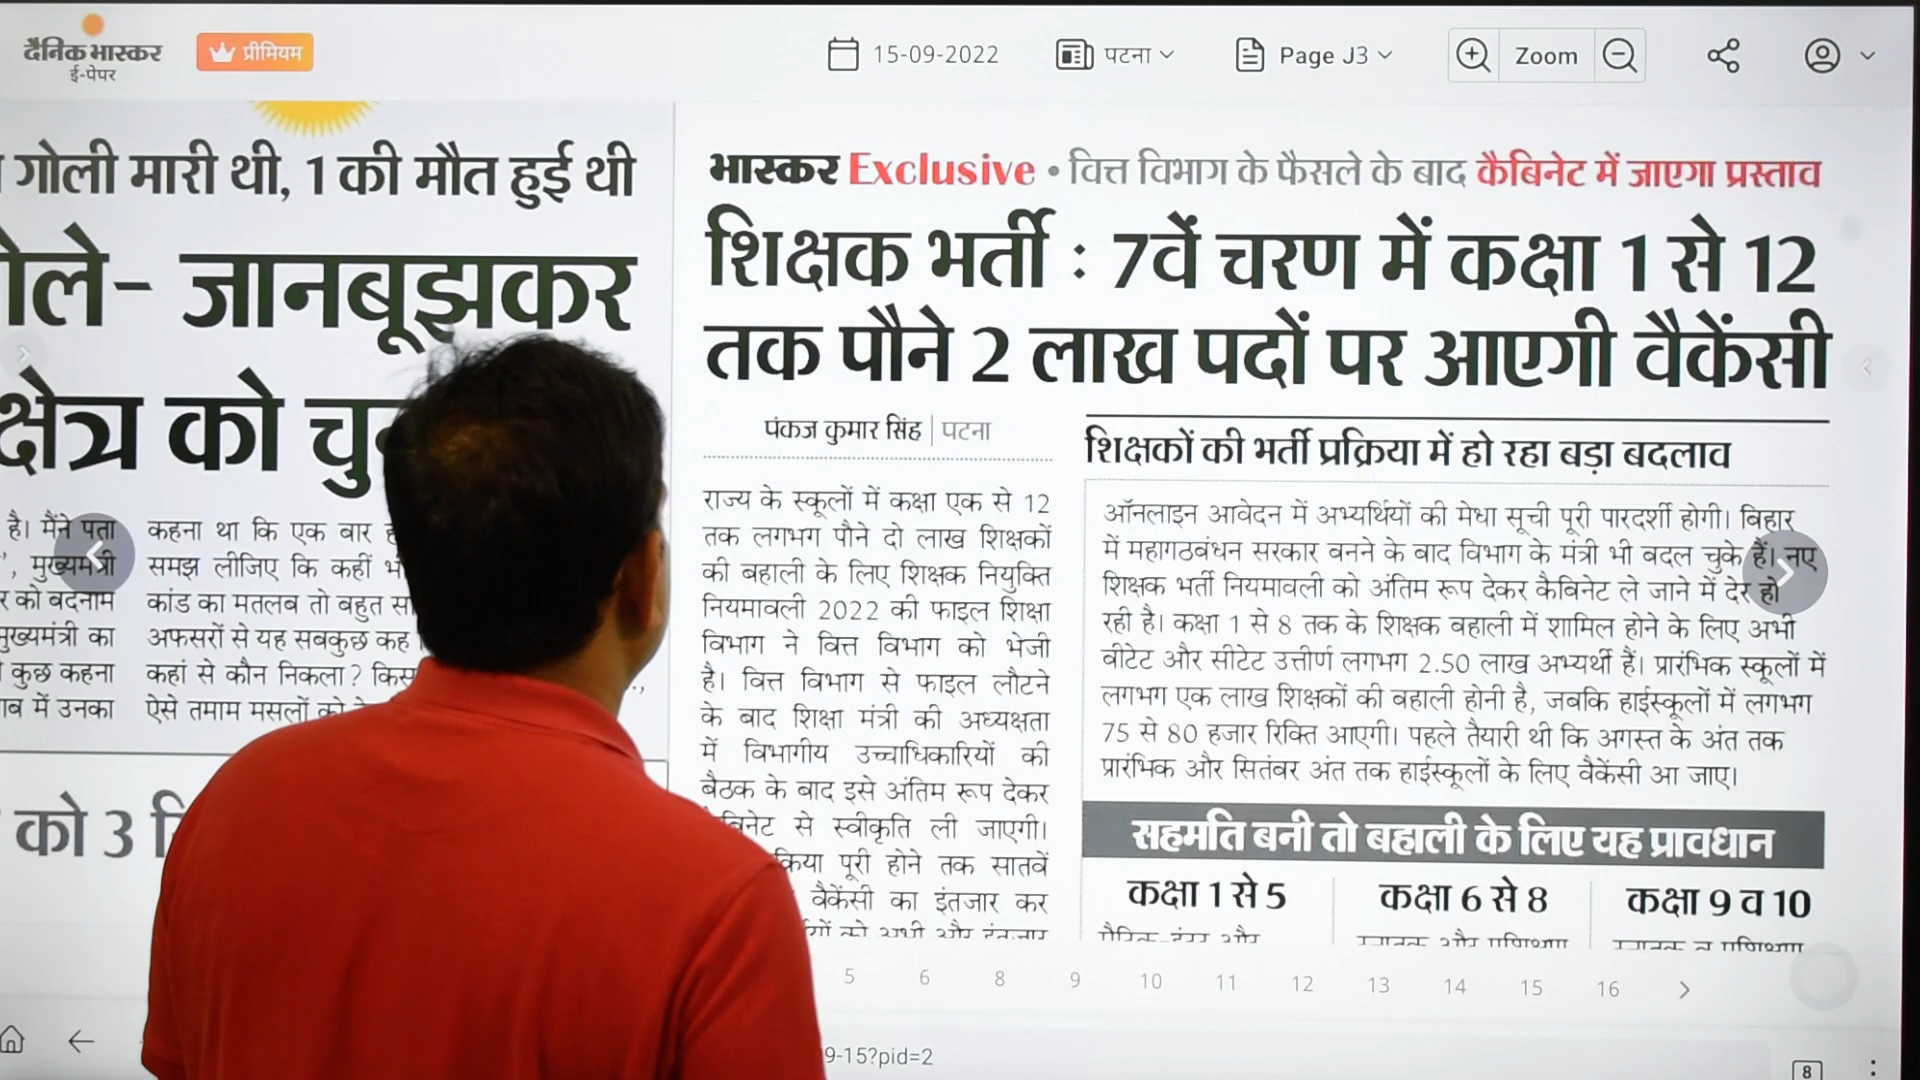 दैनिक भास्कर
ई-पेपर
प्रीमियम
15-09-2022
पटना
Page J3
Zoom
गोली मारी थी, 1 की मौत हुई थी
जानबूझकर
क्षेत्र को
है। मैंने पता
मुख्यमंत्री
र को बदनाम
मुख्यमंत्री का
कुछ कहना
में उनका
कहना था कि एक बार
समझ लीजिए कि कहीं
कांड का मतलब तो बहुत
अफसरों से यह सबकुछ कह
कहां से कौन निकला? किस
ऐसे तमाम मसलों को
को 3
भास्कर Exclusive • वित्त विभाग के फैसले के बाद कैबिनेट में जाएगा प्रस्ताव
शिक्षक भर्ती : 7वें चरण में कक्षा 1 से 12
तक पौने 2 लाख पदों पर आएगी वैकेंसी
पंकज कुमार सिंह | पटना
राज्य के स्कूलों में कक्षा एक से 12
तक लगभग पौने दो लाख शिक्षकों
की बहाली के लिए शिक्षक नियुक्ति
नियमावली 2022 की फाइल शिक्षा
विभाग ने वित्त विभाग को भेजी
है। वित्त विभाग से फाइल लौटने
के बाद शिक्षा मंत्री की अध्यक्षता
में विभागीय उच्चाधिकारियों की
बैठक के बाद इसे अंतिम रूप देकर
से स्वीकृति ली जाएगी।
पूरी होने तक सातवें
वैकेंसी का इंतजार कर
को अभी और इंतजार
शिक्षकों की भर्ती प्रक्रिया में हो रहा बड़ा बदलाव
ऑनलाइन आवेदन में अभ्यर्थियों की मेधा सूची पूरी पारदर्शी होगी। बिहार
में महागठबंधन सरकार बनने के बाद विभाग के मंत्री भी बदल चुके हैं। नए
शिक्षक भर्ती नियमावली को अंतिम रूप देकर कैबिनेट ले जाने में देर हो
रही है। कक्षा 1 से 8 तक के शिक्षक बहाली में शामिल होने के लिए अभी
बीटेट और सीटेट उत्तीर्ण लगभग 2.50 लाख अभ्यर्थी हैं। प्रारंभिक स्कूलों में
लगभग एक लाख शिक्षकों की बहाली होनी है, जबकि हाईस्कूलों में लगभग
75 से 80 हजार रिक्ति आएगी। पहले तैयारी थी कि अगस्त के अंत तक
प्रारंभिक और सितंबर अंत तक हाईस्कूलों के लिए वैकेंसी आ जाए।
सहमति बनी तो बहाली के लिए यह प्रावधान
कक्षा 1 से 5
कक्षा 6 से 8
कक्षा 9 व 10
5 6 8 9 10 11 12 13 14 15 16
9-15?pid=2
8